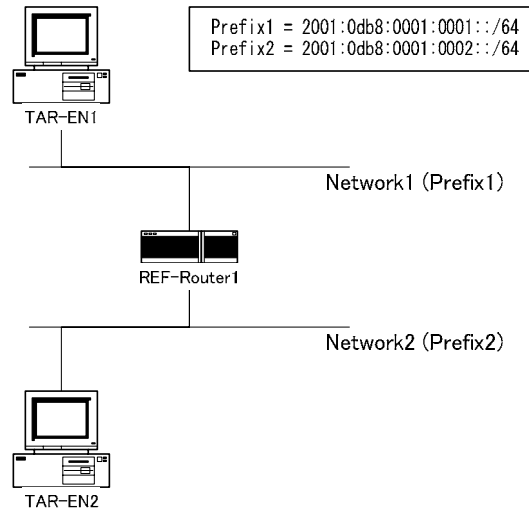 Prefix1 = 2001:0db8:0001:0001::/64
Prefix2 = 2001:0db8:0001:0002::/64
TAR-EN1
Network1 (Prefix1)
REF-Router1
Network2 (Prefix2)
TAR-EN2